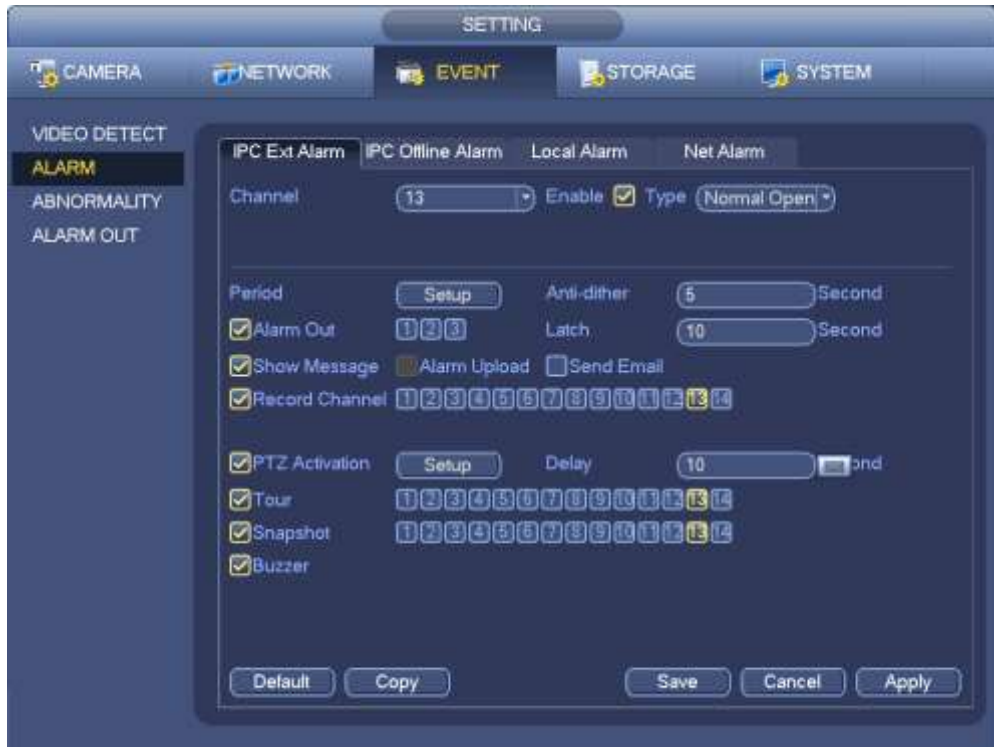 SETTING
CAMERA NETWORK EVENT STORAGE SYSTEM
VIDEO DETECT
ALARM
ABNORMALITY
ALARM OUT
IPC Ext Alarm IPC Offline Alarm Local Alarm Net Alarm
Channel 13 Enable Type Normal Open
Period Setup Anti-dither 5 Second
Alarm Out 1 2 3 Latch 10 Second
Show Message Alarm Upload Send Email
Record Channel 1 2 3 4 5 6 7 8 9 10 11 12 13 14
PTZ Activation Setup Delay 10 ond
Tour 1 2 3 4 5 6 7 8 9 10 11 12 13 14
Snapshot 1 2 3 4 5 6 7 8 9 10 11 12 13 14
Buzzer
Default Copy Save Cancel Apply